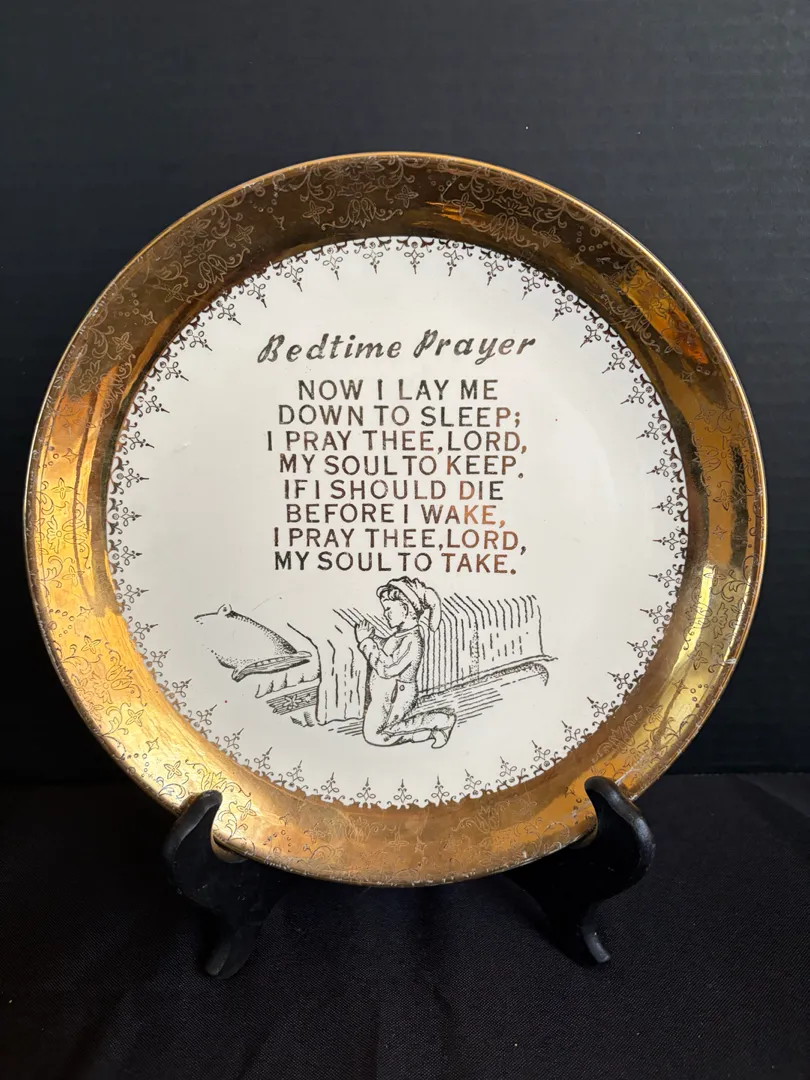 Bedtime Prayer
NOW I LAY ME
DOWN TO SLEEP;
I PRAY THEE, LORD,
MY SOUL TO KEEP.
IF I SHOULD DIE
BEFORE I WAKE,
I PRAY THEE, LORD,
MY SOUL TO TAKE.